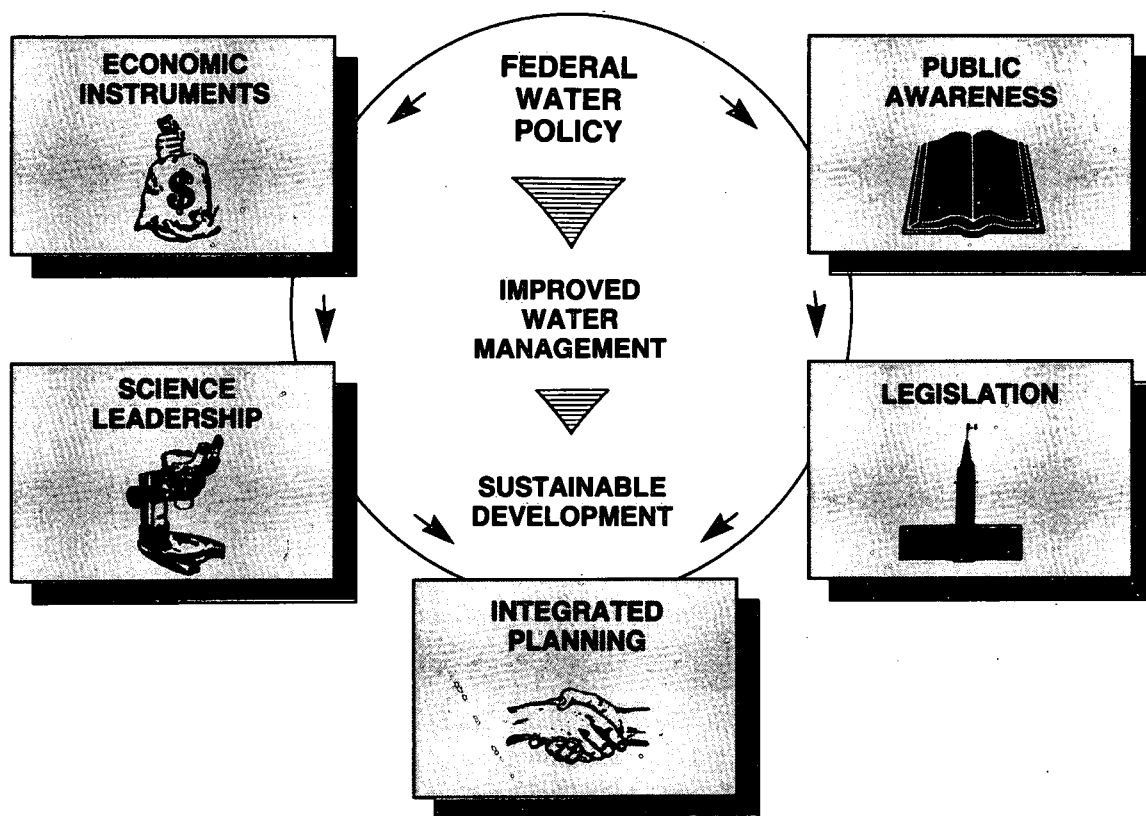 ECONOMIC
INSTRUMENTS
$
FEDERAL
WATER
POLICY
PUBLIC
AWARENESS
IMPROVED
WATER
MANAGEMENT
SCIENCE
LEADERSHIP
LEGISLATION
SUSTAINABLE
DEVELOPMENT
INTEGRATED
PLANNING